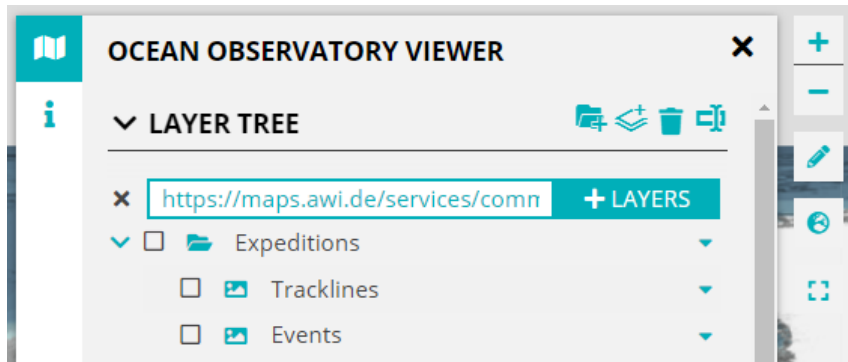 OCEAN OBSERVATORY VIEWER
LAYER TREE
https://maps.awi.de/services/comm
+ LAYERS
Expeditions
Tracklines
Events